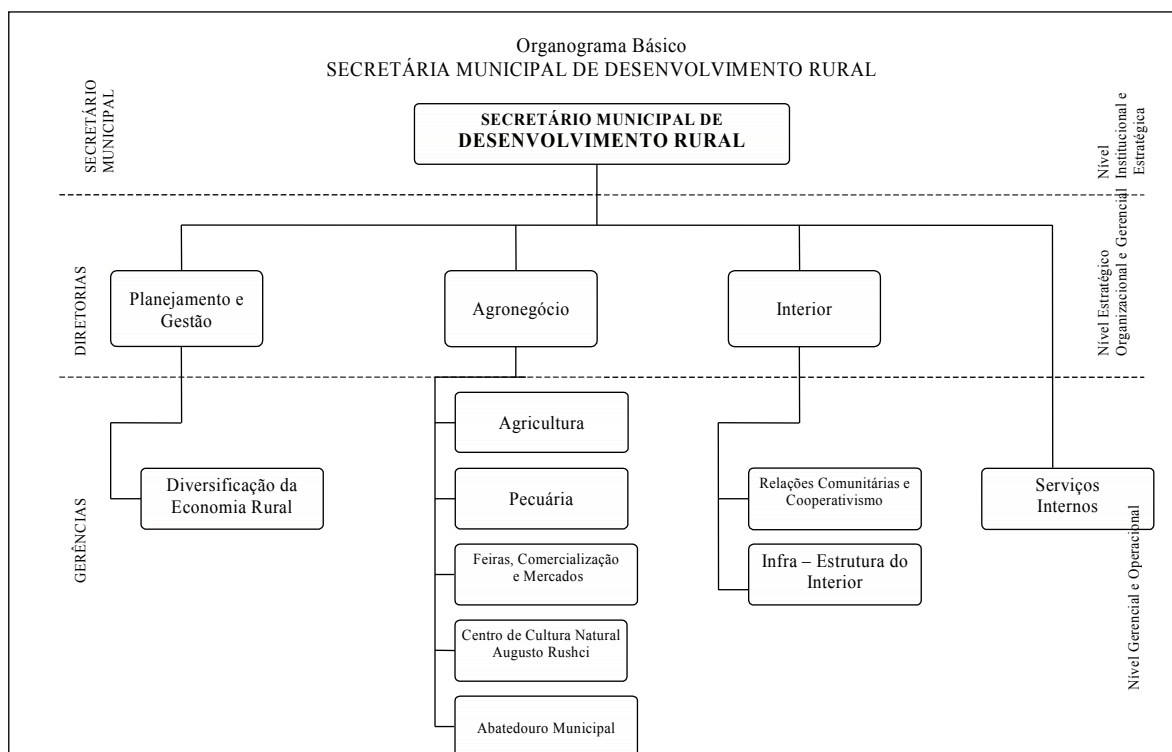 Organograma Básico
SECRETÁRIA MUNICIPAL DE DESENVOLVIMENTO RURAL
SECRETÁRIO
MUNICIPAL
SECRETÁRIO MUNICIPAL DE
DESENVOLVIMENTO RURAL
Nível
Institucional e
Estratégica
DIRETORIAS
Planejamento e
Gestão
Agronegócio
Interior
Nível Estratégico
Organizacional e Gerencial
GERÊNCIAS
Diversificação da
Economia Rural
Agricultura
Pecuária
Feiras, Comercialização
e Mercados
Centro de Cultura Natural
Augusto Rushci
Abatedouro Municipal
Relações Comunitárias e
Cooperativismo
Infra – Estrutura do
Interior
Serviços
Internos
Nível Gerencial e Operacional